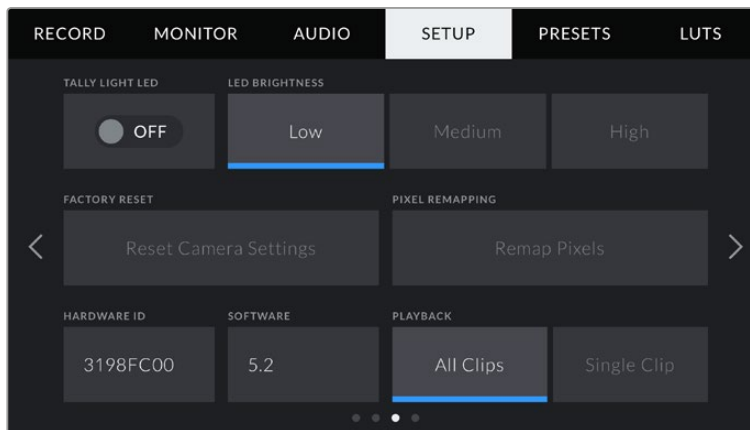 RECORD MONITOR AUDIO SETUP PRESETS LUTS
TALLY LIGHT LED LED BRIGHTNESS
OFF Low Medium High
FACTORY RESET PIXEL REMAPPING
Reset Camera Settings Remap Pixels
HARDWARE ID SOFTWARE PLAYBACK
3198FC00 5.2 All Clips Single Clip